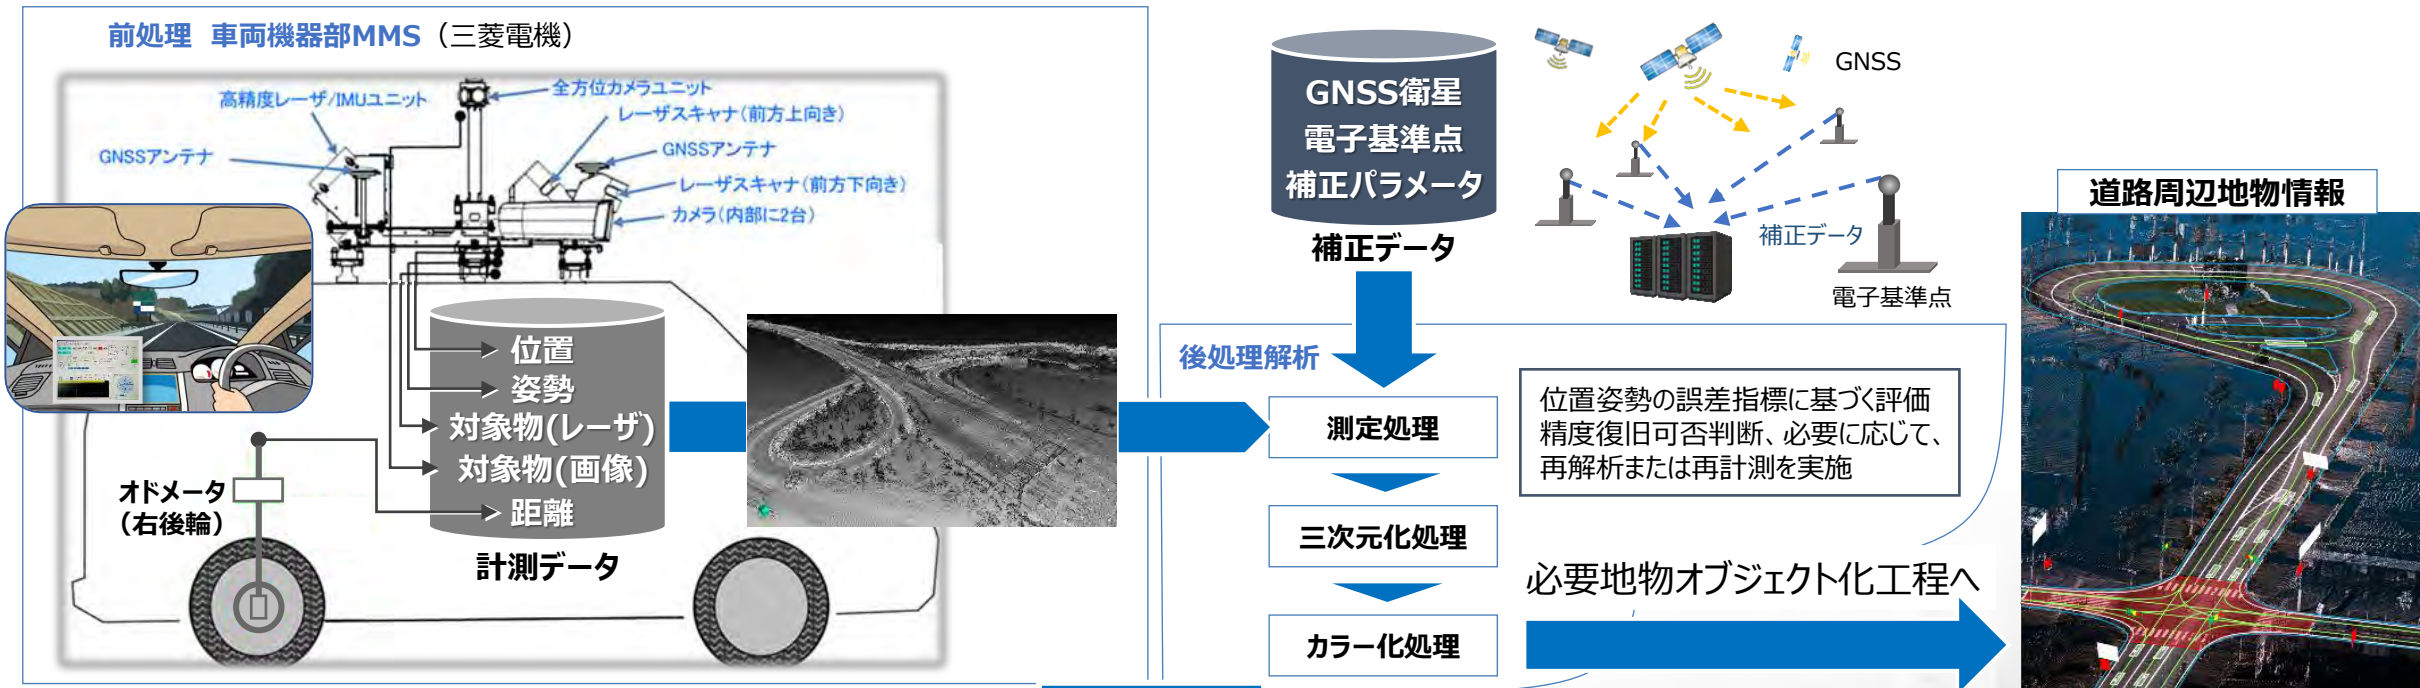 前処理 車両機器部MMS（三菱電機）
全方位カメラユニット
高精度レーザ/IMUユニット
レーザスキャナ(前方上向き)
GNSSアンテナ
GNSSアンテナ
レーザスキャナ(前方下向き)
カメラ(内部に2台)
位置
姿勢
対象物(レーザ)
対象物(画像)
距離
計測データ
オドメータ
（右後輪）
GNSS衛星
電子基準点
補正パラメータ
補正データ
GNSS
補正データ
電子基準点
後処理解析
測定処理
三次元化処理
カラー化処理
位置姿勢の誤差指標に基づく評価
精度復旧可否判断、必要に応じて、
再解析または再計測を実施
必要地物オブジェクト化工程へ
道路周辺地物情報